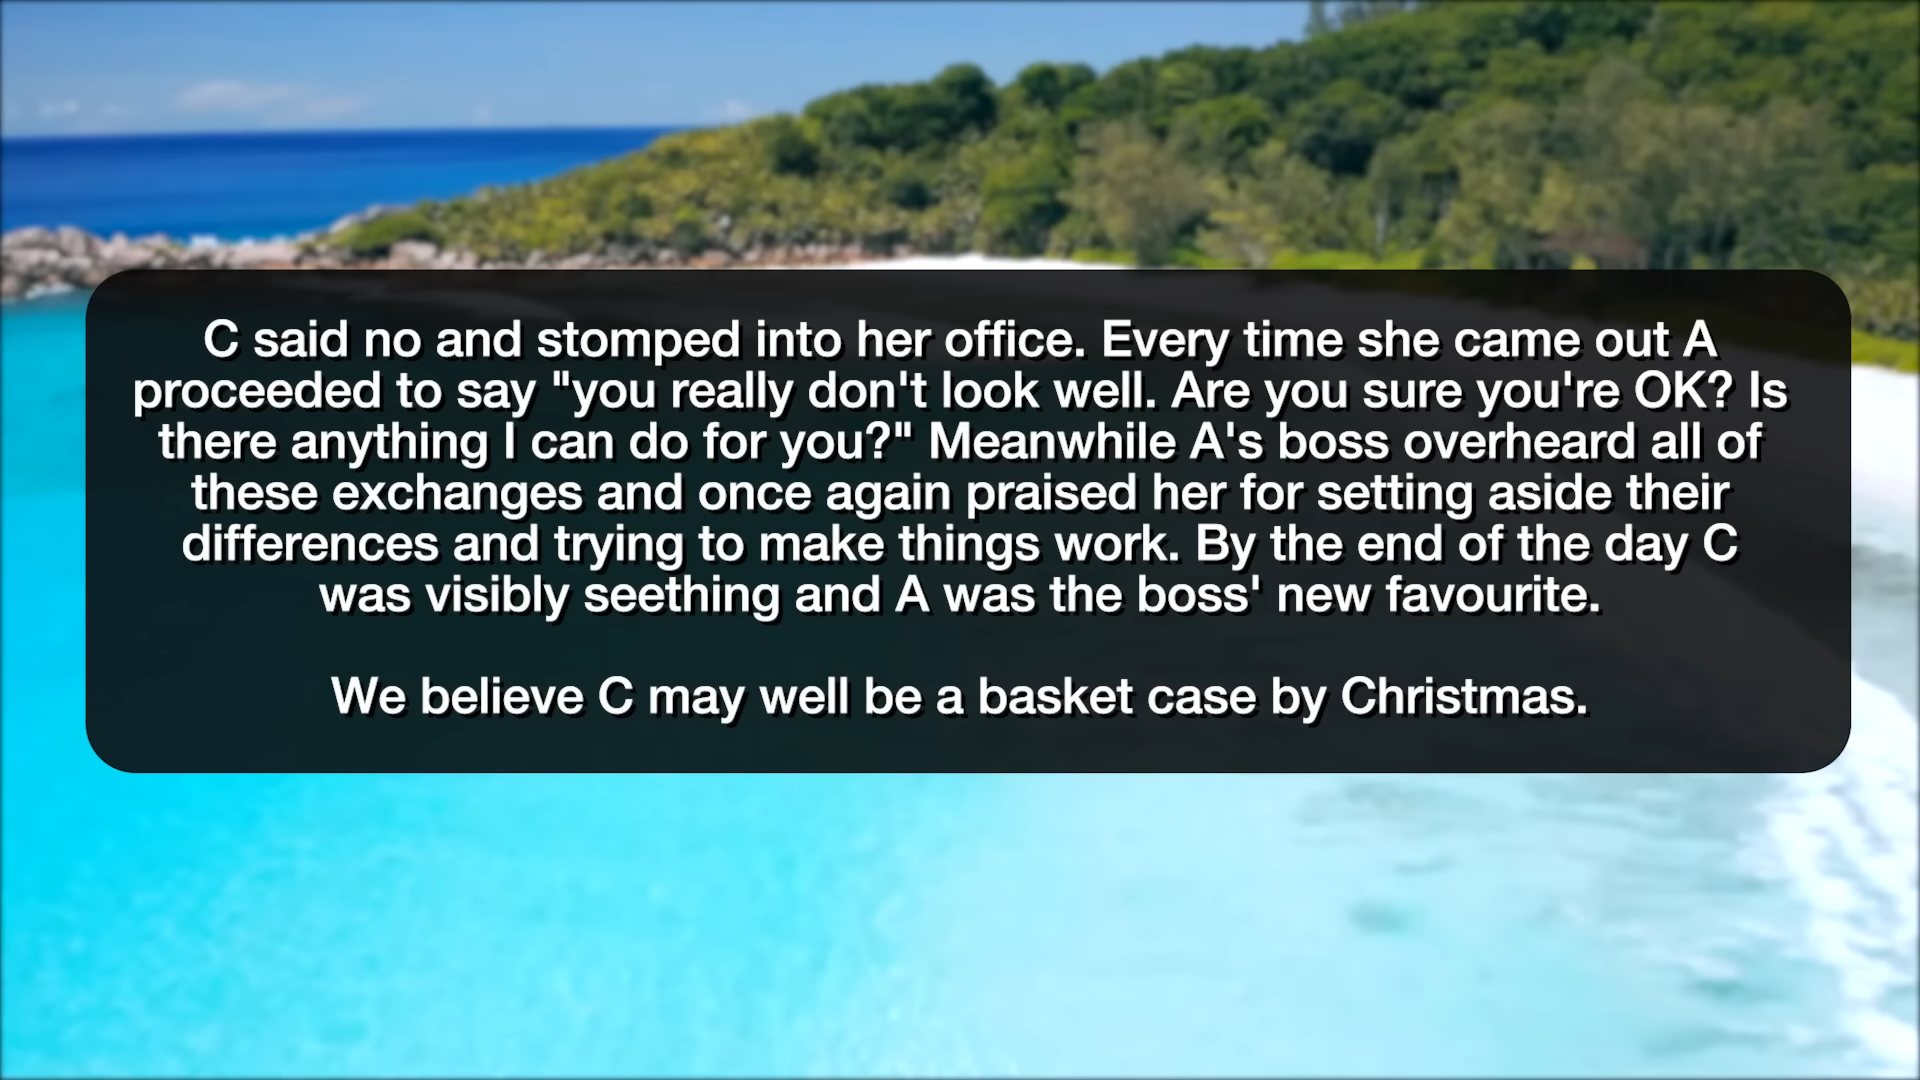 C said no and stomped into her office. Every time she came out A
proceeded to say "you really don't look well. Are you sure you're OK? Is
there anything I can do for you?" Meanwhile A's boss overheard all of
these exchanges and once again praised her for setting aside their
differences and trying to make things work. By the end of the day C
was visibly seething and A was the boss' new favourite.
We believe C may well be a basket case by Christmas.